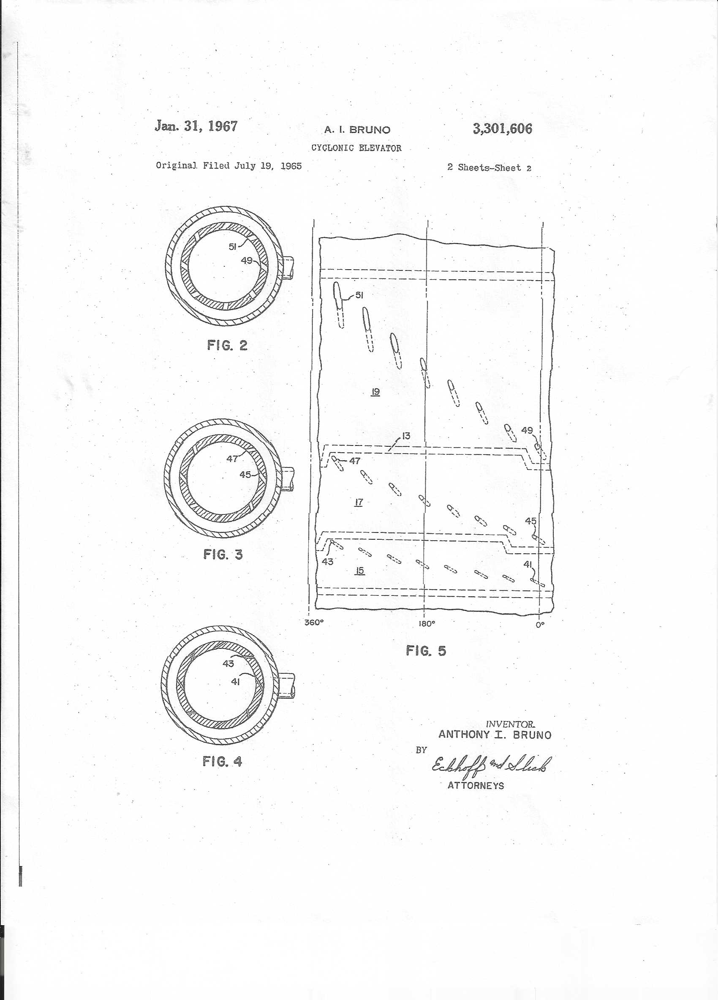 Jan. 31, 1967
A. I. BRUNO
3,301,606
CYCLONIC ELEVATOR
Original Filed July 19, 1965
2 Sheets-Sheet 2
51
49
FIG. 2
47
45
FIG. 3
43
41
FIG. 4
51
19
49
13
47
17
45
43
15
41
360°
180°
0°
FIG. 5
INVENTOR.
ANTHONY I. BRUNO
BY
Eckhoff and Slick
ATTORNEYS